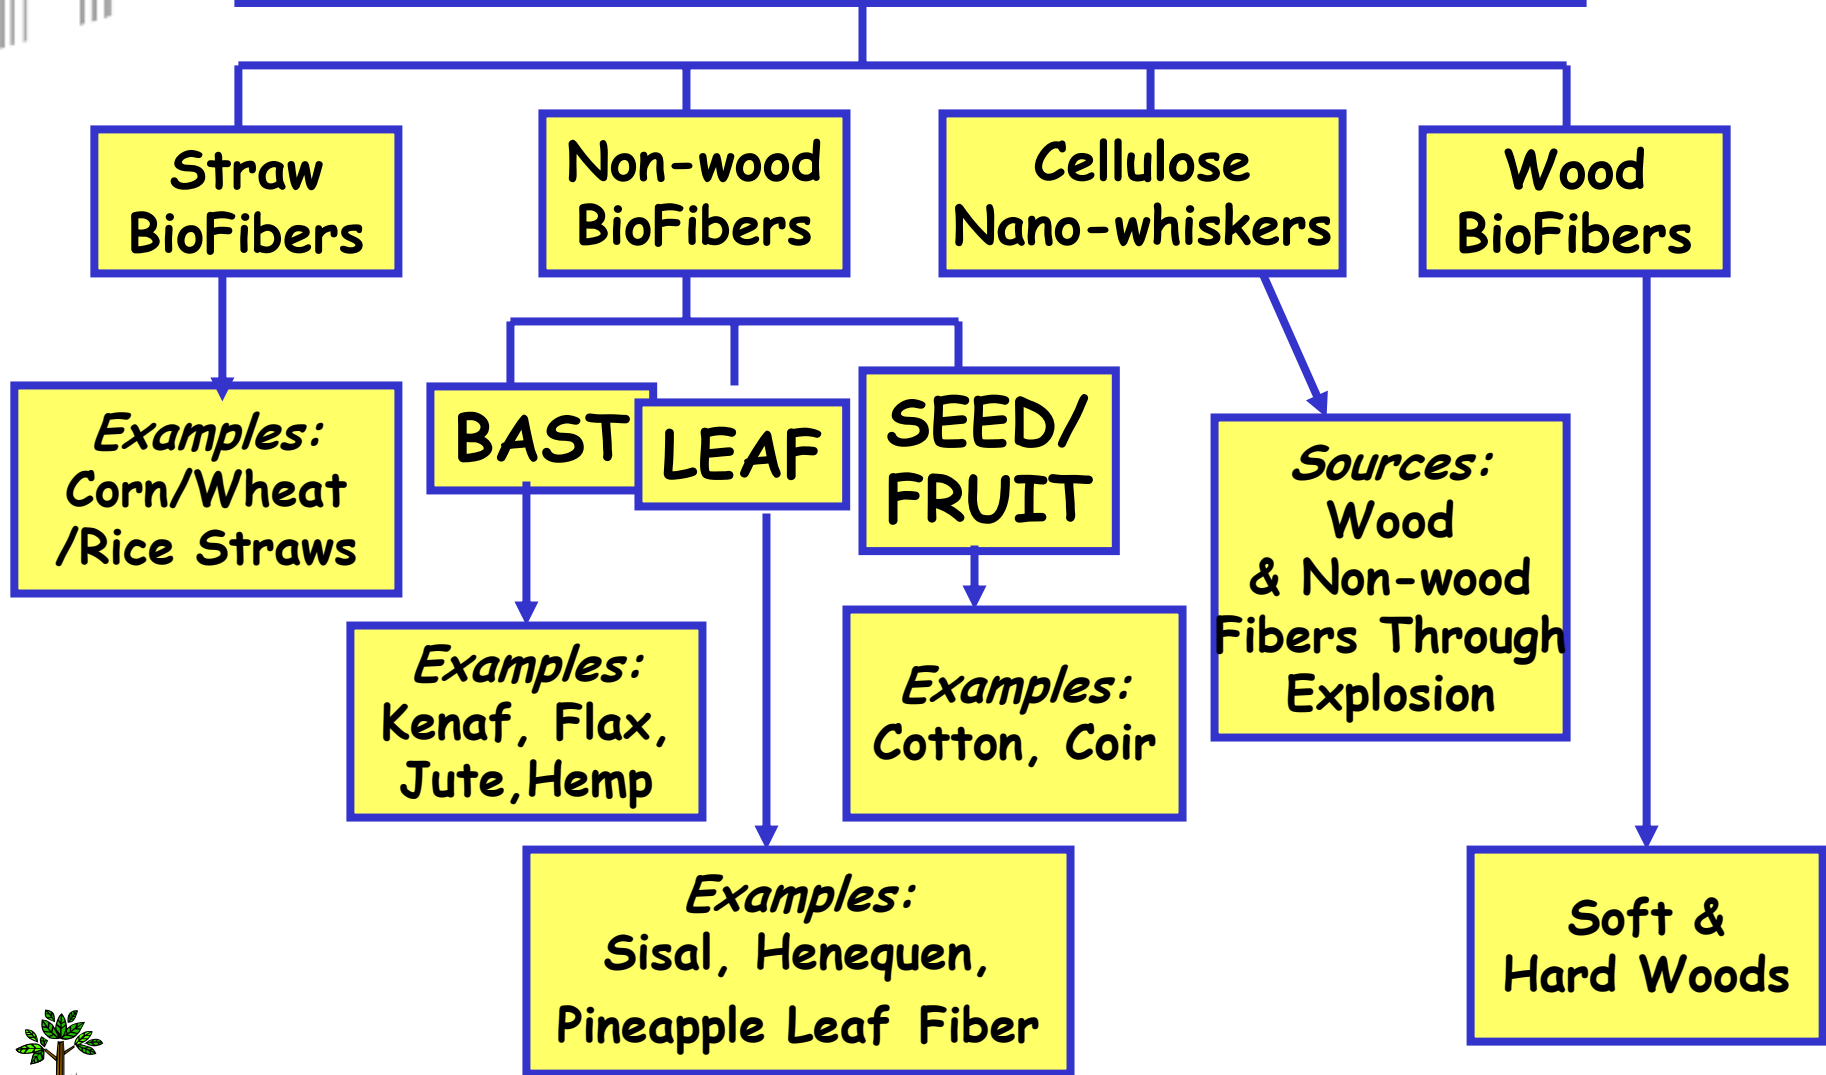 Straw
BioFibers
Non-wood
BioFibers
Cellulose
Nano-whiskers
Wood
BioFibers
Examples:
Corn/Wheat
/Rice Straws
BAST
LEAF
SEED/
FRUIT
Sources:
Wood
& Non-wood
Fibers Through
Explosion
Examples:
Kenaf, Flax,
Jute,Hemp
Examples:
Cotton, Coir
Examples:
Sisal, Henequen,
Pineapple Leaf Fiber
Soft &
Hard Woods